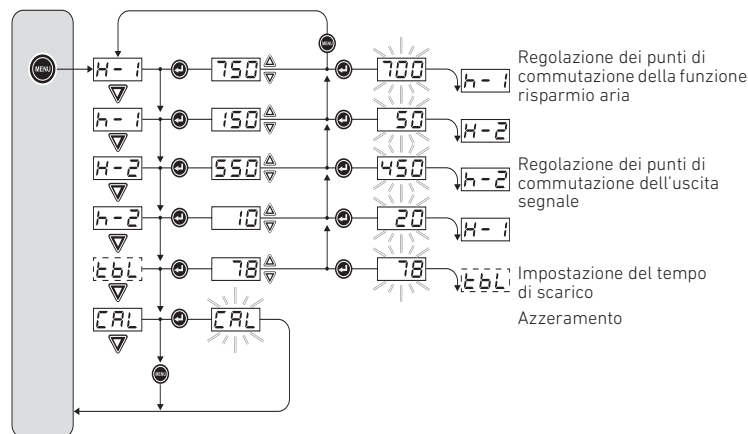 MENU
MENU H-1 750 700 h-1 Regolazione dei punti di
commutazione della funzione
risparmio aria
h-1 150 50 H-2
H-2 550 450 h-2 Regolazione dei punti di
commutazione dell'uscita
segnale
h-2 10 20 H-1
tbL 78 78 tbL Impostazione del tempo
di scarico
CAL CAL Azzeramento
MENU